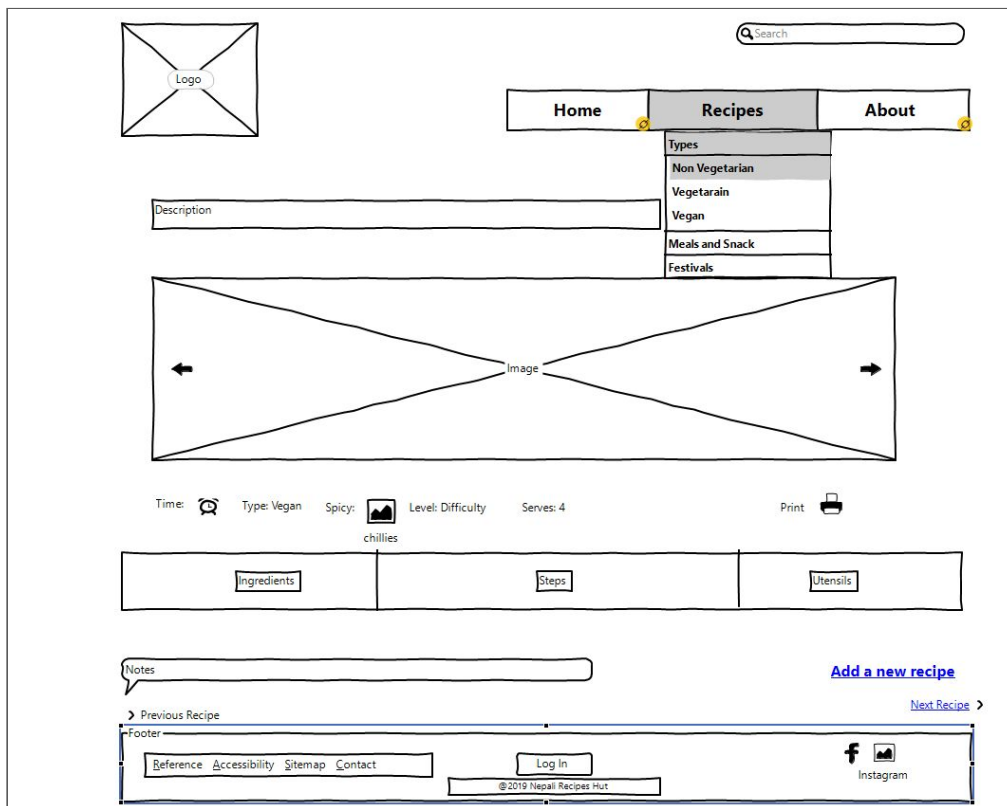 Search
Logo
Home Recipes About
Types
Non Vegetarian
Vegetarain
Vegan
Meals and Snack
Festivals
Description
Image
Time: Type: Vegan Spicy: Level: Difficulty Serves: 4 Print
chillies
Ingredients Steps Utensils
Notes
Add a new recipe
Next Recipe
Previous Recipe
Footer
Reference Accessibility Sitemap Contact
Log In
@2019 Nepali Recipes Hut
Instagram